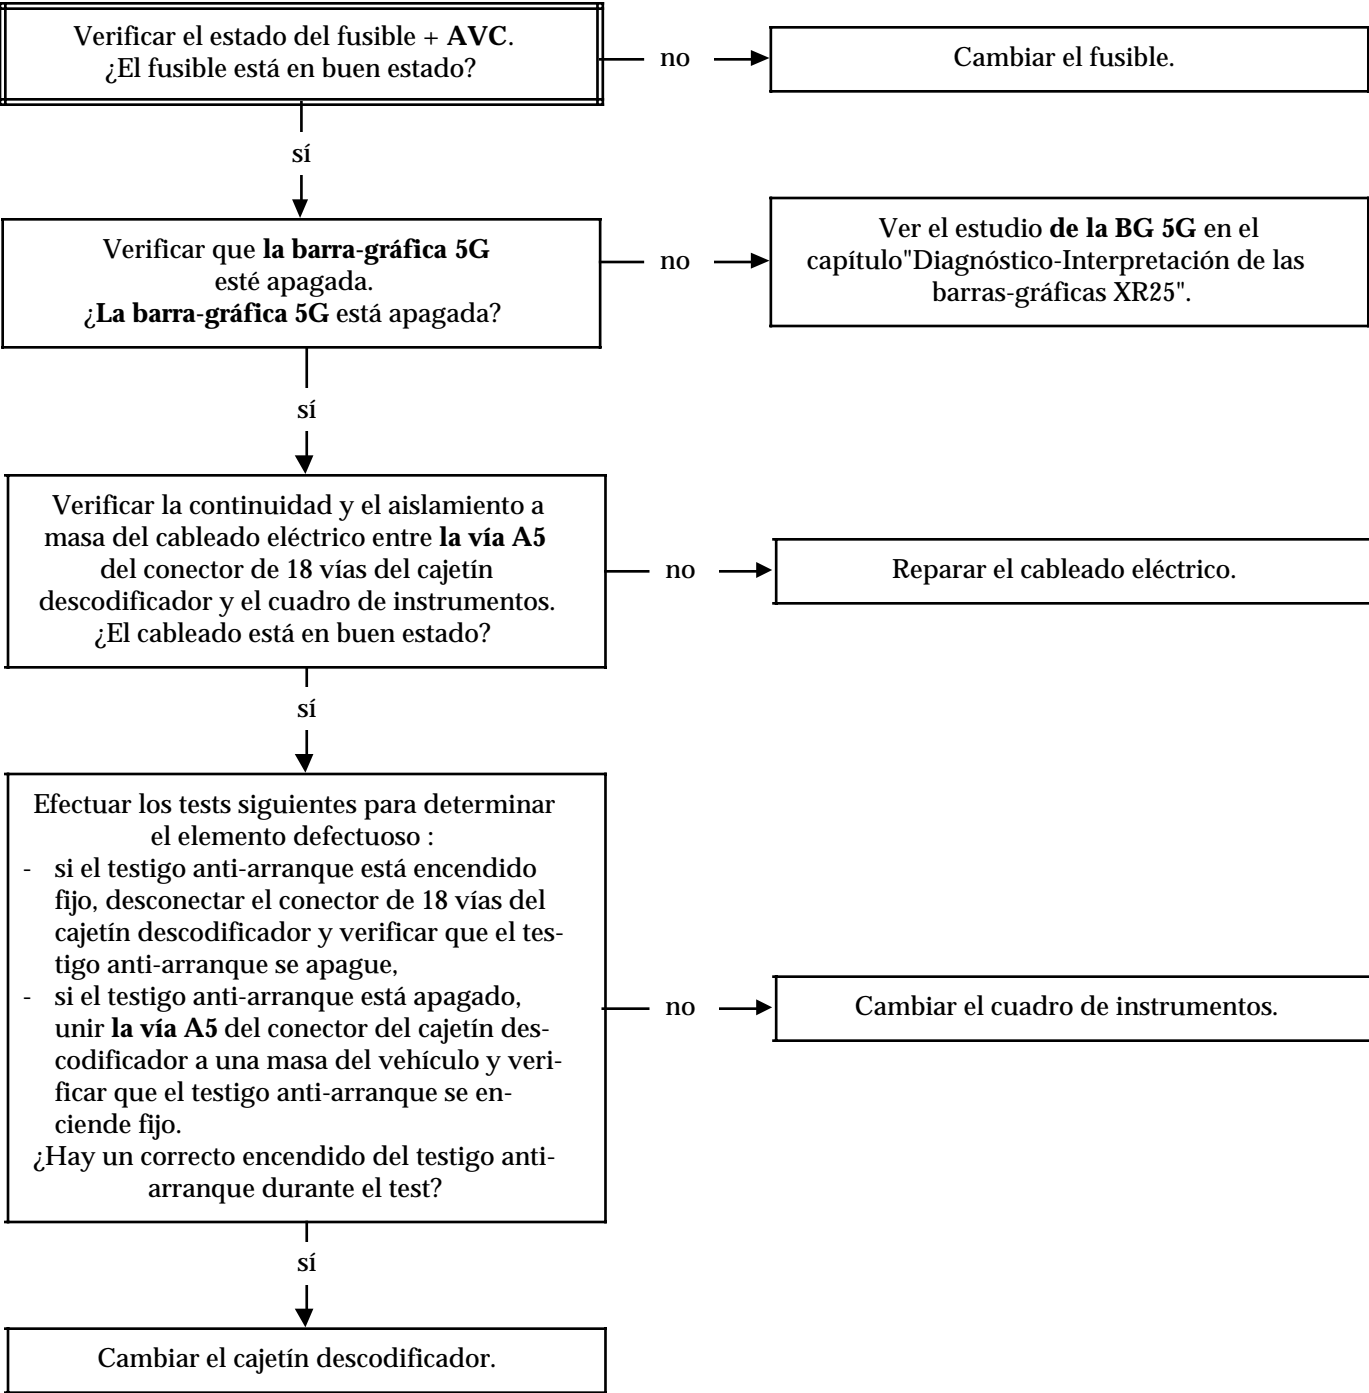 Verificar el estado del fusible + AVC.
¿El fusible está en buen estado?
no
Cambiar el fusible.
sí
Verificar que la barra-gráfica 5G
esté apagada.
¿La barra-gráfica 5G está apagada?
no
Ver el estudio de la BG 5G en el
capítulo"Diagnóstico-Interpretación de las
barras-gráficas XR25".
sí
Verificar la continuidad y el aislamiento a
masa del cableado eléctrico entre la vía A5
del conector de 18 vías del cajetín
descodificador y el cuadro de instrumentos.
¿El cableado está en buen estado?
no
Reparar el cableado eléctrico.
sí
Efectuar los tests siguientes para determinar
el elemento defectuoso :
- si el testigo anti-arranque está encendido
fijo, desconectar el conector de 18 vías del
cajetín descodificador y verificar que el tes-
tigo anti-arranque se apague,
- si el testigo anti-arranque está apagado,
unir la vía A5 del conector del cajetín des-
codificador a una masa del vehículo y veri-
ficar que el testigo anti-arranque se en-
ciende fijo.
¿Hay un correcto encendido del testigo anti-
arranque durante el test?
no
Cambiar el cuadro de instrumentos.
sí
Cambiar el cajetín descodificador.